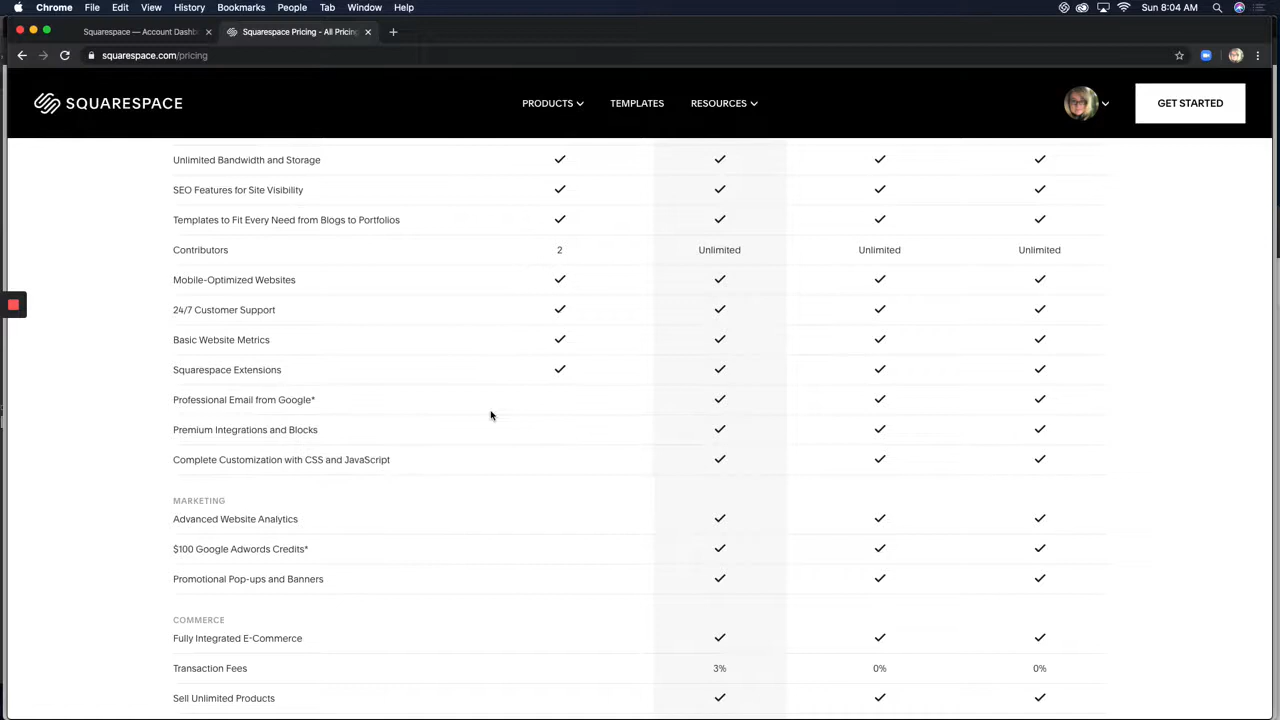 Chrome File Edit View History Bookmarks People Tab Window Help Sun 8:04 AM
Squarespace — Account Dashb × Squarespace Pricing - All Pricin × +
squarespace.com/pricing
SQUARESPACE PRODUCTS TEMPLATES RESOURCES GET STARTED
Unlimited Bandwidth and Storage ✓ ✓ ✓ ✓
SEO Features for Site Visibility ✓ ✓ ✓ ✓
Templates to Fit Every Need from Blogs to Portfolios ✓ ✓ ✓ ✓
Contributors 2 Unlimited Unlimited Unlimited
Mobile-Optimized Websites ✓ ✓ ✓ ✓
24/7 Customer Support ✓ ✓ ✓ ✓
Basic Website Metrics ✓ ✓ ✓ ✓
Squarespace Extensions ✓ ✓ ✓ ✓
Professional Email from Google* ✓ ✓ ✓
Premium Integrations and Blocks ✓ ✓ ✓
Complete Customization with CSS and JavaScript ✓ ✓ ✓
MARKETING
Advanced Website Analytics ✓ ✓ ✓
$100 Google Adwords Credits* ✓ ✓ ✓
Promotional Pop-ups and Banners ✓ ✓ ✓
COMMERCE
Fully Integrated E-Commerce ✓ ✓ ✓
Transaction Fees 3% 0% 0%
Sell Unlimited Products ✓ ✓ ✓